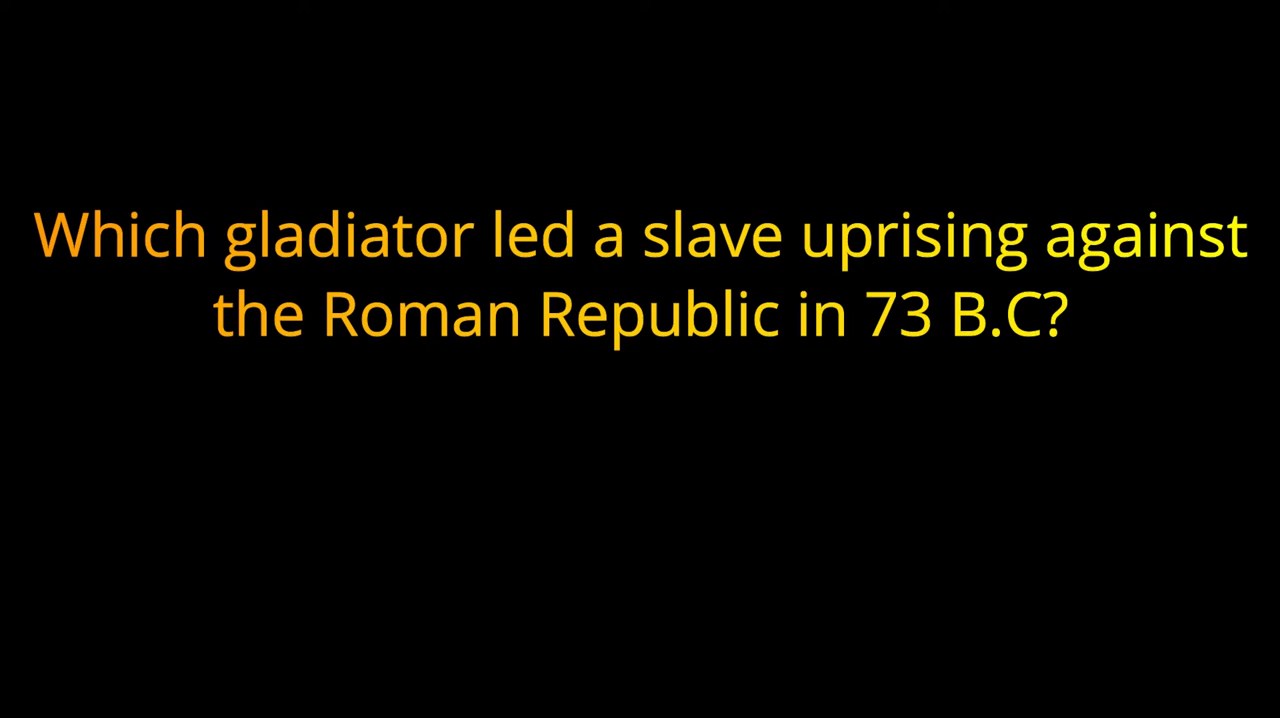 Which gladiator led a slave uprising against
the Roman Republic in 73 B.C?